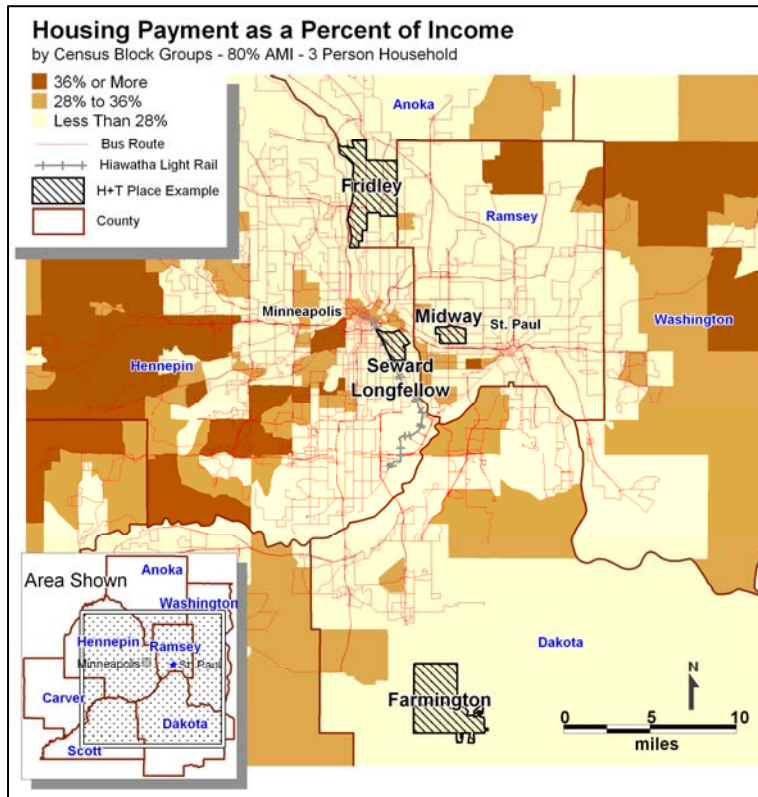 Housing Payment as a Percent of Income
by Census Block Groups - 80% AMI - 3 Person Household
36% or More
28% to 36%
Less Than 28%
Bus Route
Hiawatha Light Rail
H+T Place Example
County
Anoka
Fridley
Ramsey
Minneapolis
Midway
St. Paul
Washington
Hennepin
Seward
Longfellow
Area Shown
Anoka
Washington
Hennepin
Ramsey
Minneapolis
St. Paul
Carver
Dakota
Scott
Dakota
Farmington
N
0 5 10
miles